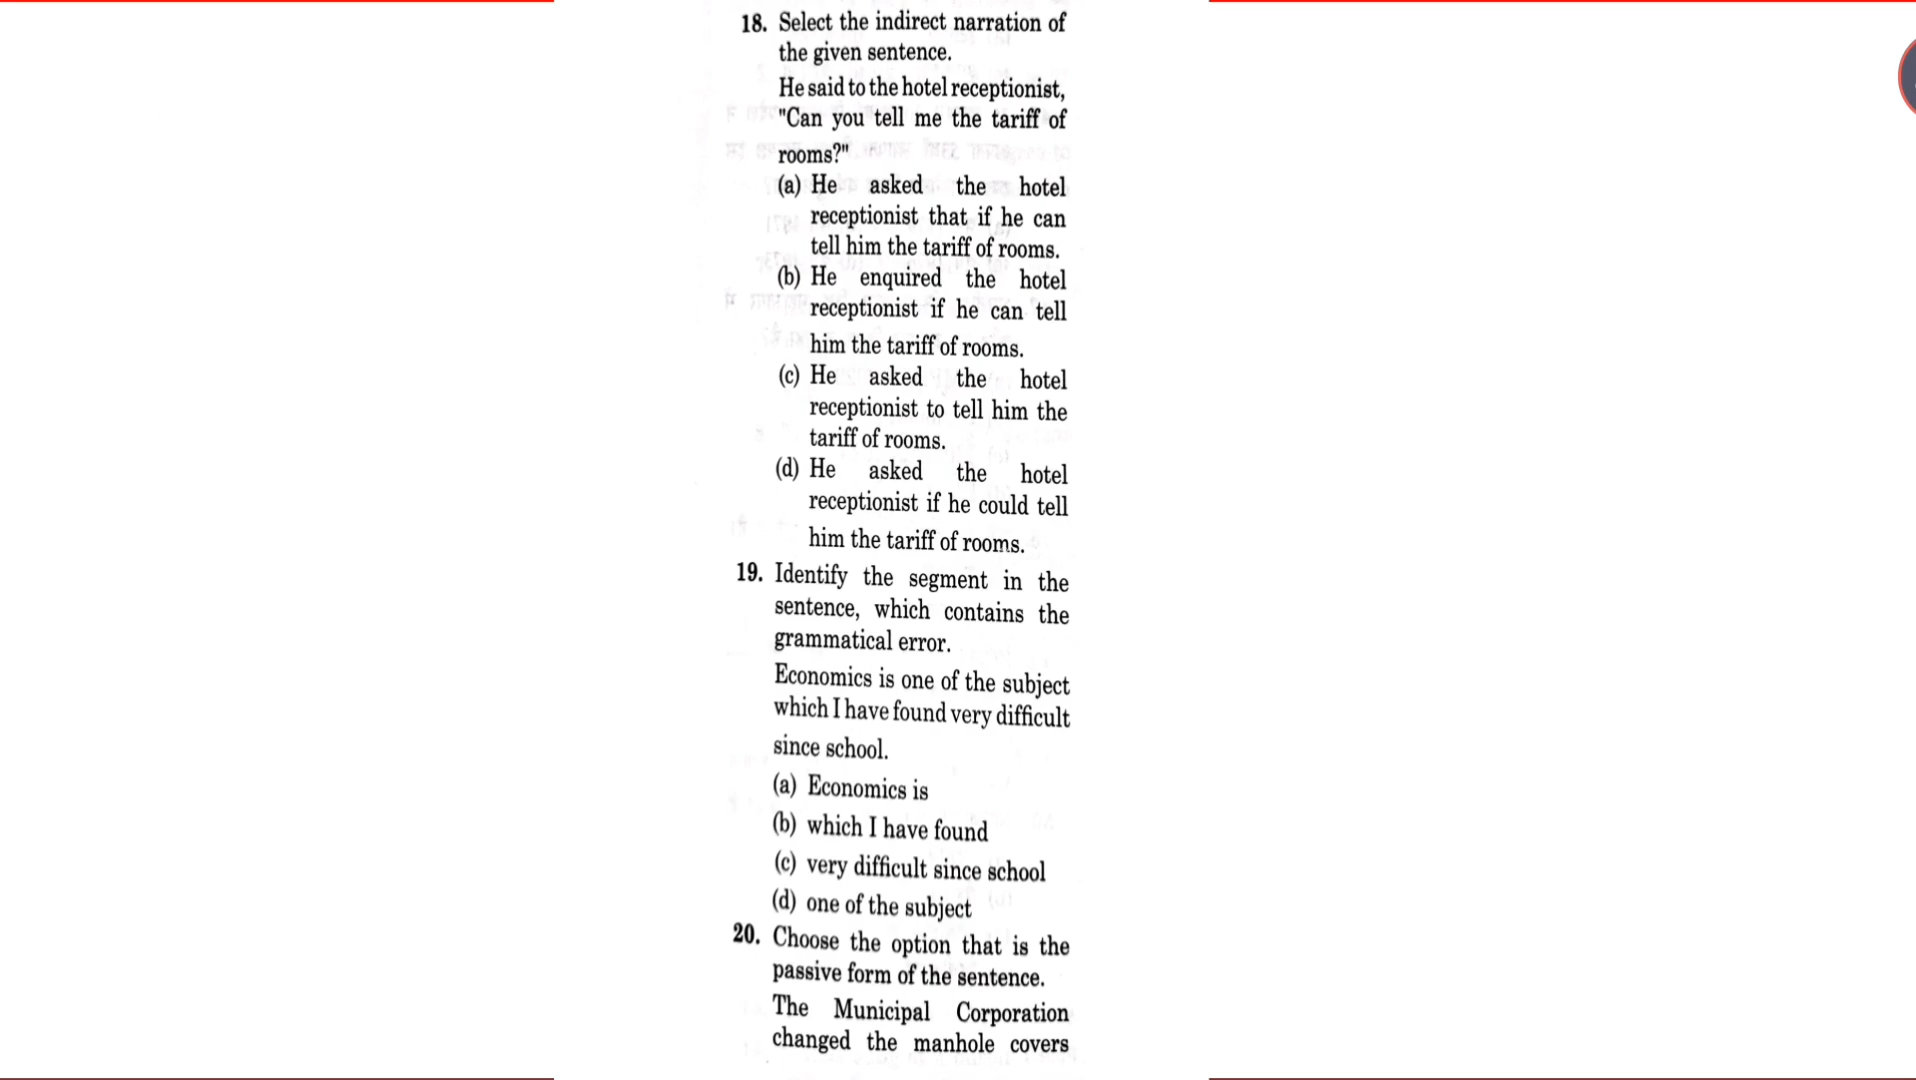 18. Select the indirect narration of
the given sentence.
He said to the hotel receptionist,
"Can you tell me the tariff of
rooms?"
(a) He asked the hotel
receptionist that if he can
tell him the tariff of rooms.
(b) He enquired the hotel
receptionist if he can tell
him the tariff of rooms.
(c) He asked the hotel
receptionist to tell him the
tariff of rooms.
(d) He asked the hotel
receptionist if he could tell
him the tariff of rooms.
19. Identify the segment in the
sentence, which contains the
grammatical error.
Economics is one of the subject
which I have found very difficult
since school.
(a) Economics is
(b) which I have found
(c) very difficult since school
(d) one of the subject
20. Choose the option that is the
passive form of the sentence.
The Municipal Corporation
changed the manhole covers